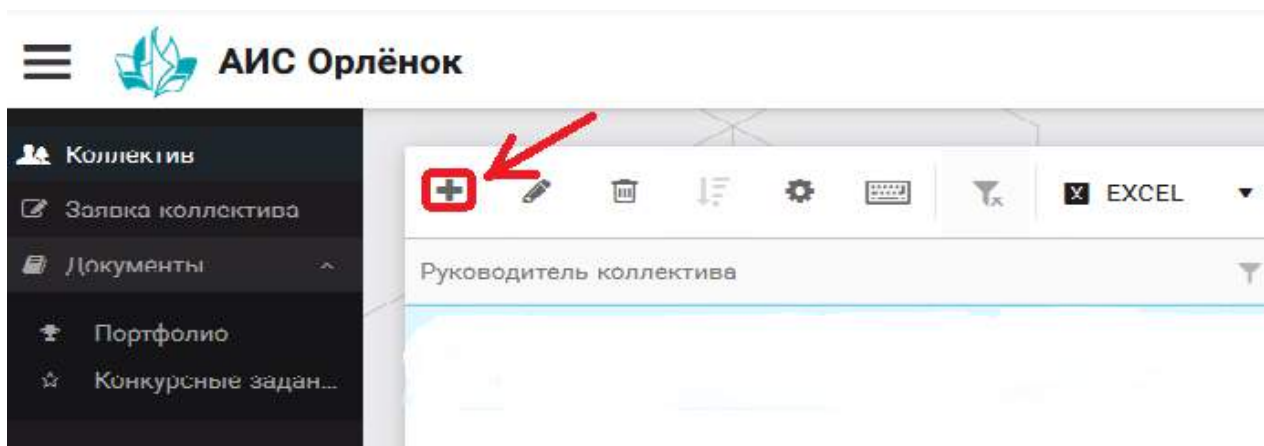 АИС Орлёнок
Коллектив
Заявка коллектива
Документы
Портфолио
Конкурсные задан...
EXCEL
Руководитель коллектива